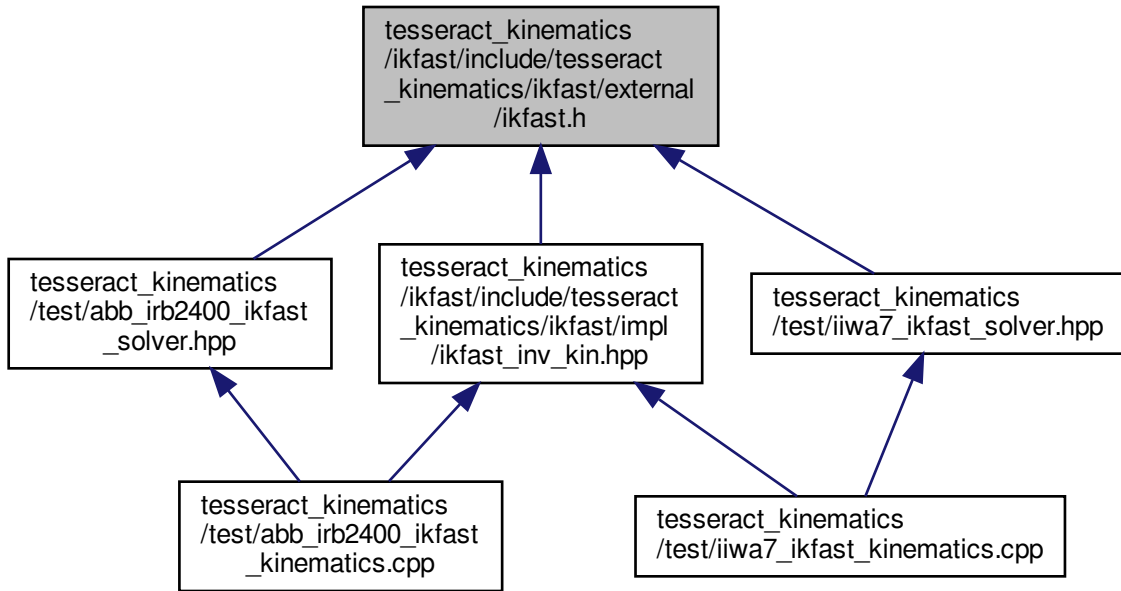 tesseract_kinematics
/ikfast/include/tesseract
_kinematics/ikfast/external
/ikfast.h
tesseract_kinematics
/test/abb_irb2400_ikfast
_solver.hpp
tesseract_kinematics
/ikfast/include/tesseract
_kinematics/ikfast/impl
/ikfast_inv_kin.hpp
tesseract_kinematics
/test/iiwa7_ikfast_solver.hpp
tesseract_kinematics
/test/abb_irb2400_ikfast
_kinematics.cpp
tesseract_kinematics
/test/iiwa7_ikfast_kinematics.cpp